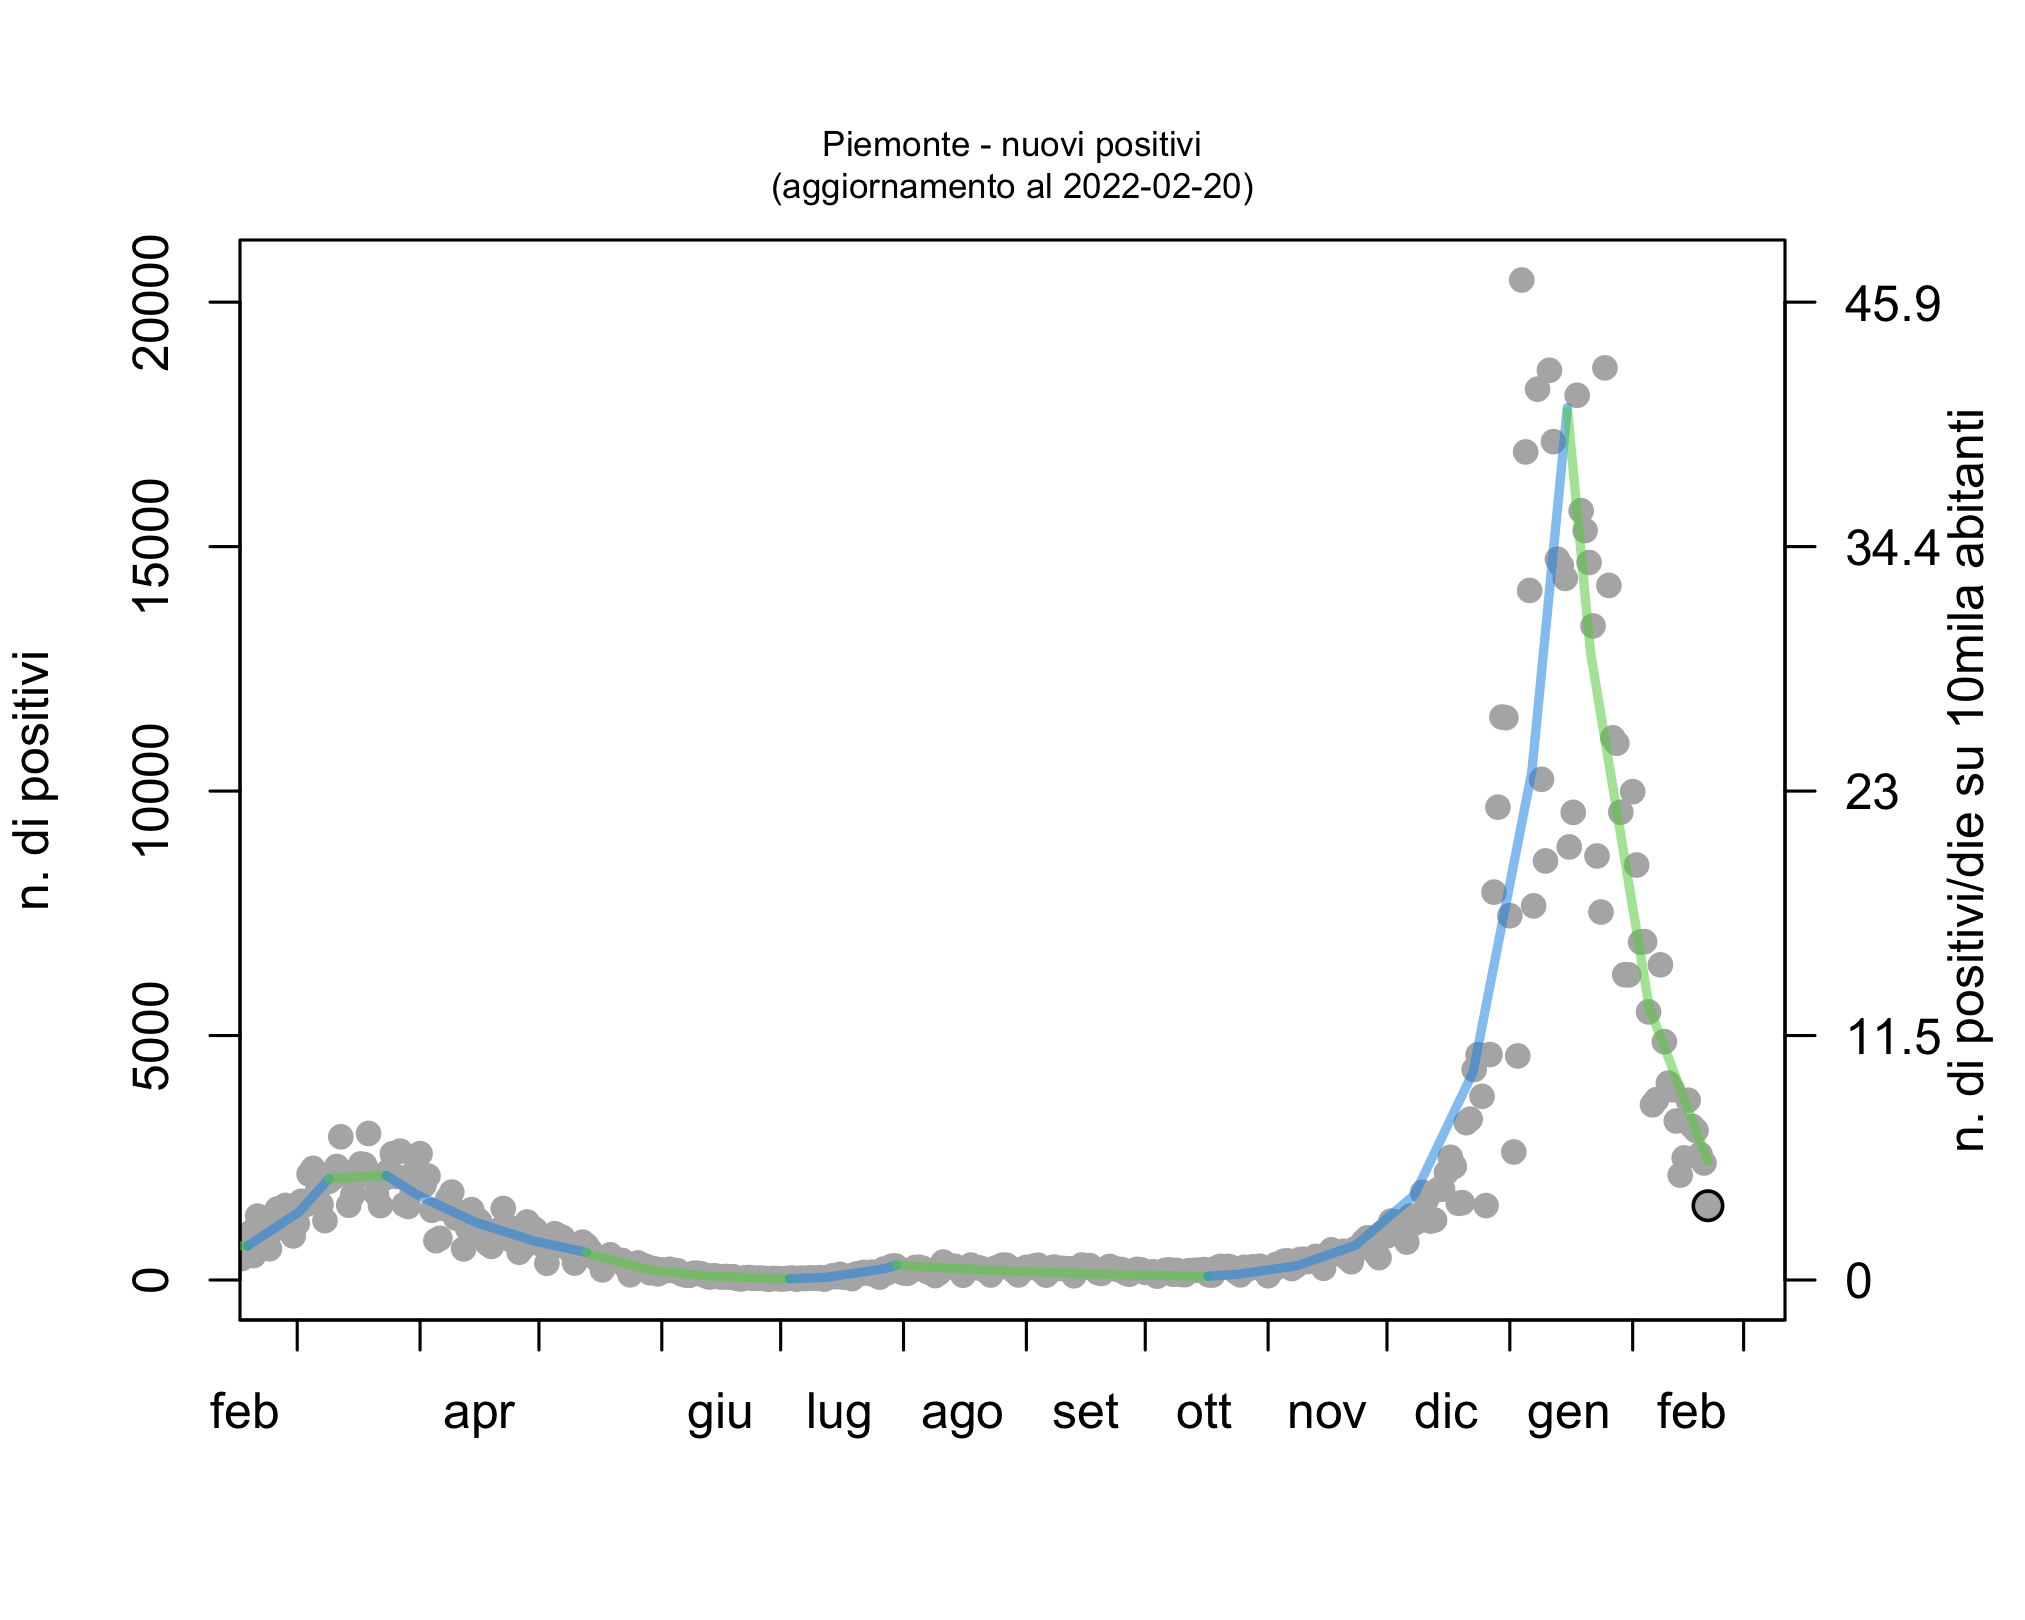 Piemonte - nuovi positivi
(aggiornamento al 2022-02-20)
n. di positivi
20000
15000
10000
5000
0
45.9
34.4
23
11.5
0
n. di positivi/die su 10mila abitanti
feb apr giu lug ago set ott nov dic gen feb